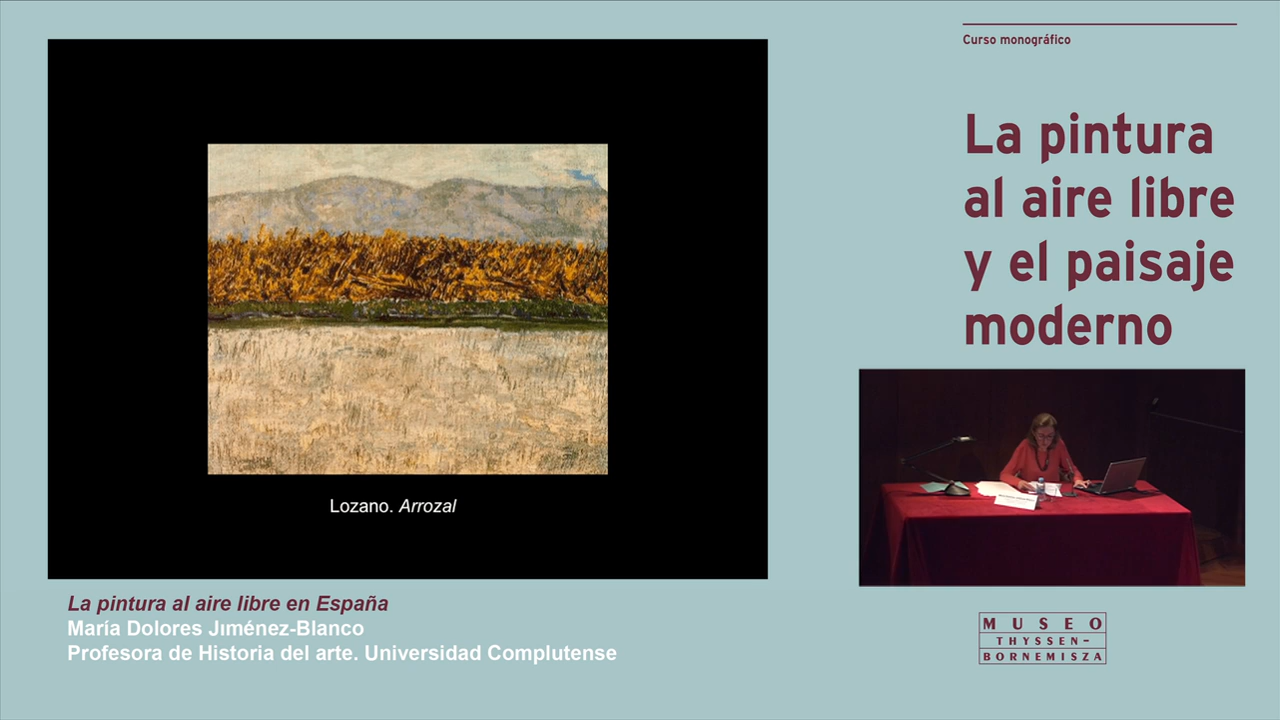 Curso monográfico
La pintura
al aire libre
y el paisaje
moderno
Lozano. Arrozal
La pintura al aire libre en España
María Dolores Jıménez-Blanco
Profesora de Historia del arte. Universidad Complutense
MUSEO
THYSSEN-
BORNEMISZA